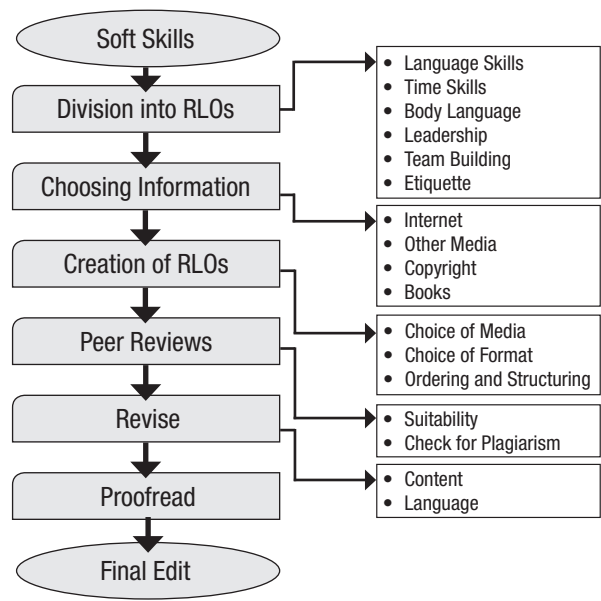 Soft Skills
Division into RLOs
• Language Skills
• Time Skills
• Body Language
• Leadership
• Team Building
• Etiquette
Choosing Information
• Internet
• Other Media
• Copyright
• Books
Creation of RLOs
• Choice of Media
• Choice of Format
• Ordering and Structuring
Peer Reviews
• Suitability
• Check for Plagiarism
Revise
• Content
• Language
Proofread
Final Edit